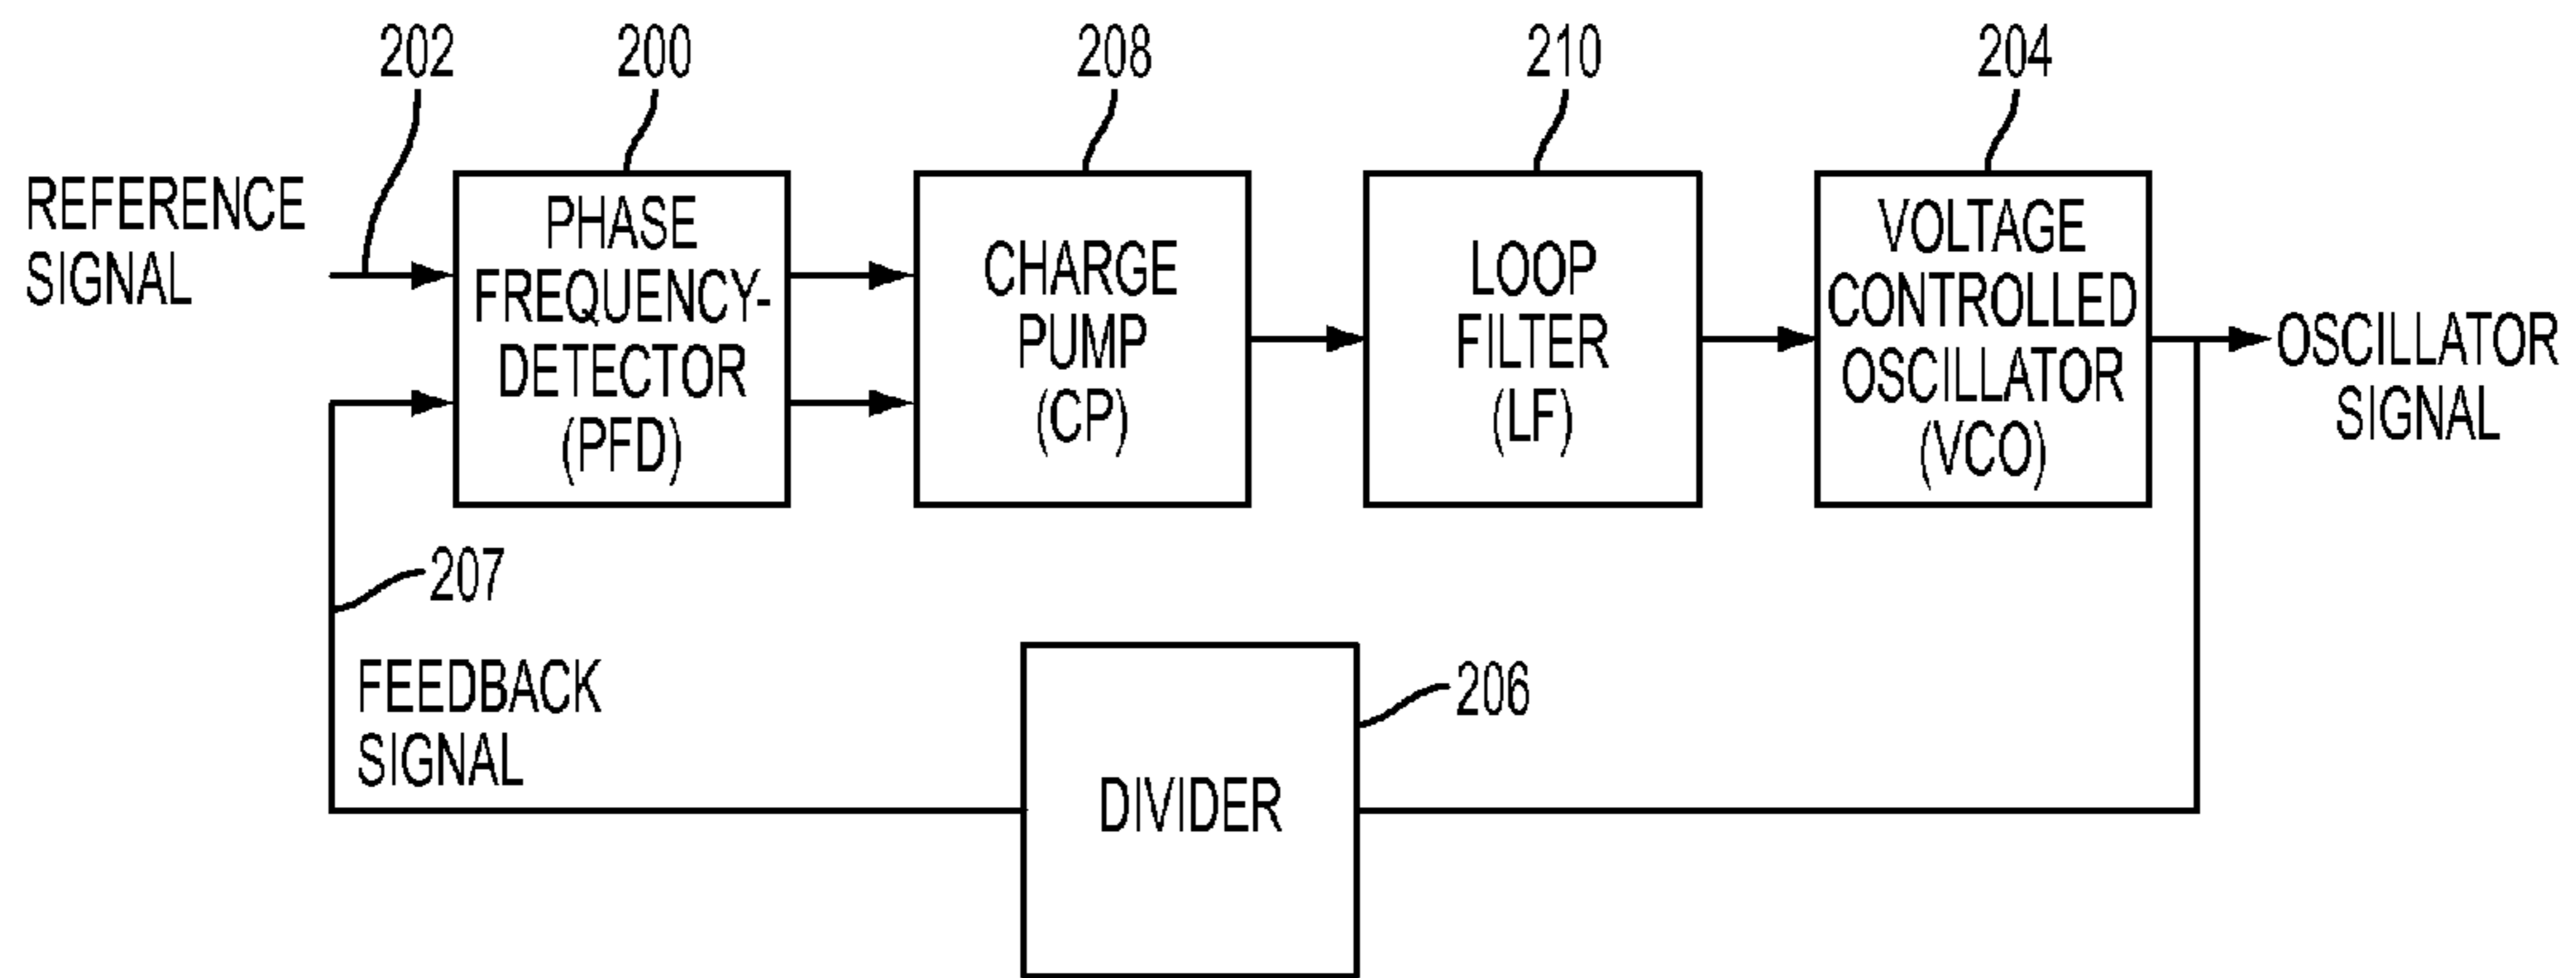 202
200
208
210
204
REFERENCE
SIGNAL
PHASE
FREQUENCY-
DETECTOR
(PFD)
CHARGE
PUMP
(CP)
LOOP
FILTER
(LF)
VOLTAGE
CONTROLLED
OSCILLATOR
(VCO)
OSCILLATOR
SIGNAL
207
FEEDBACK
SIGNAL
206
DIVIDER